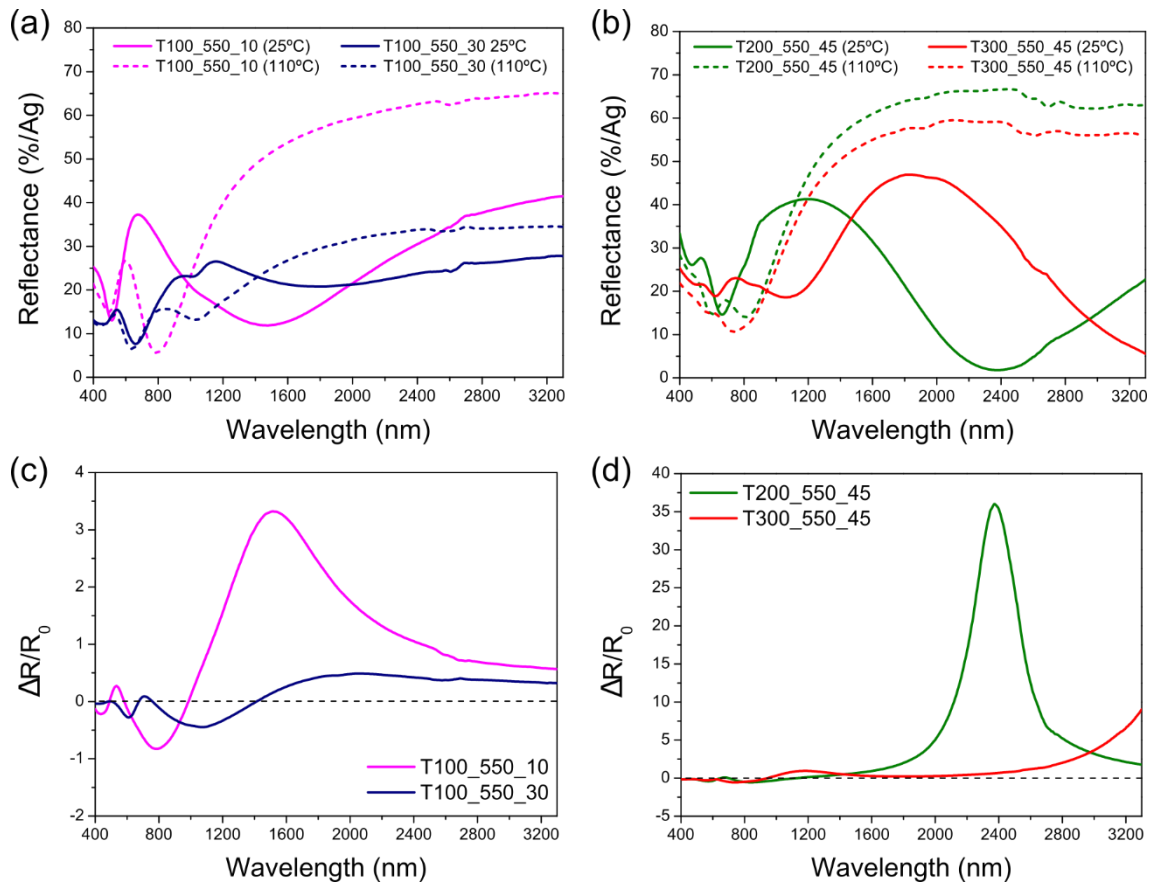 (a)
T100_550_10 (25ºC) T100_550_30 25ºC
T100_550_10 (110ºC) T100_550_30 (110ºC)
85
80
70
60
50
40
30
20
10
0
Reflectance (%/Ag)
400 800 1200 1600 2000 2400 2800 3200
Wavelength (nm)
(b)
T200_550_45 (25ºC) T300_550_45 (25ºC)
T200_550_45 (110ºC) T300_550_45 (110ºC)
85
80
70
60
50
40
30
20
10
0
Reflectance (%/Ag)
400 800 1200 1600 2000 2400 2800 3200
Wavelength (nm)
(c)
4
3
2
1
0
-1
-2
ΔR/R0
T100_550_10
T100_550_30
400 800 1200 1600 2000 2400 2800 3200
Wavelength (nm)
(d)
T200_550_45
T300_550_45
40
35
30
25
20
15
10
5
0
-5
ΔR/R0
400 800 1200 1600 2000 2400 2800 3200
Wavelength (nm)